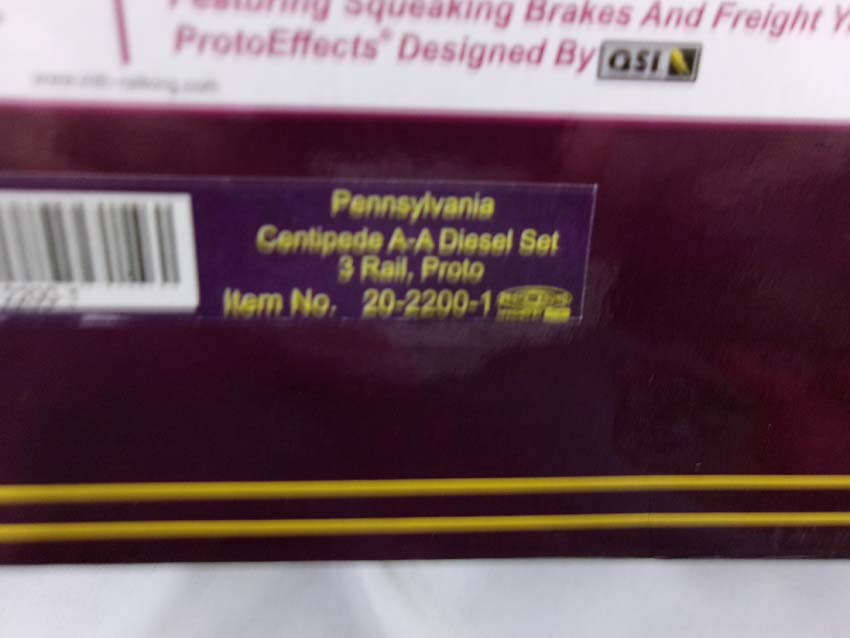 Featuring Squeaking Brakes And Freight
ProtoEffects® Designed By QSI
Pennsylvania
Centipede A-A Diesel Set
3 Rail, Proto
Item No. 20-2200-1